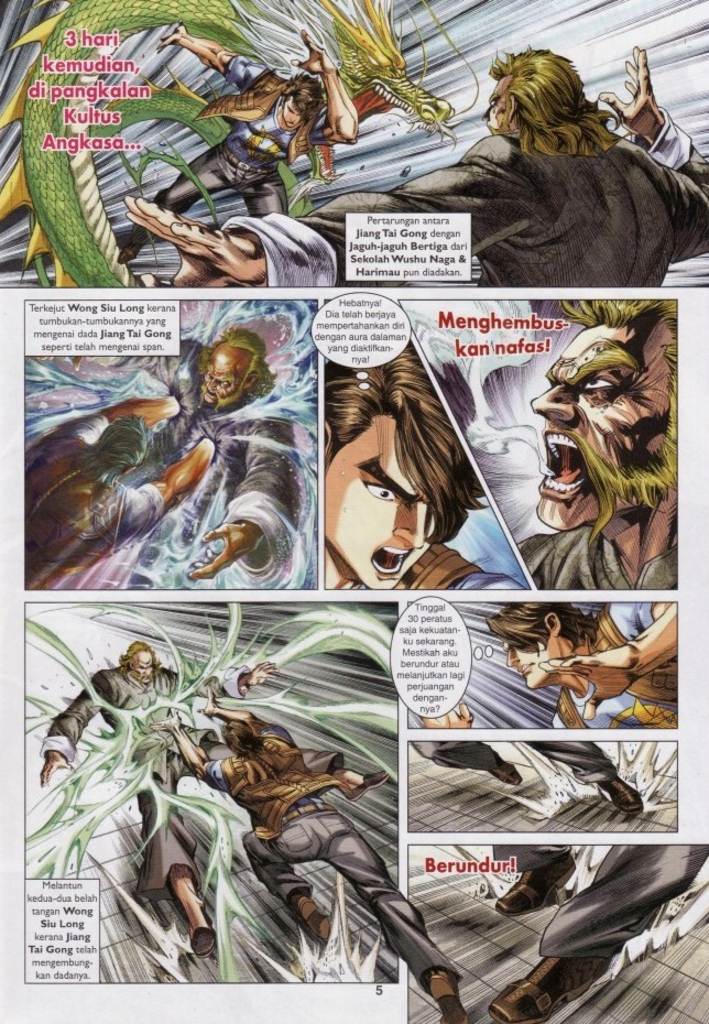 3 hari
kemudian,
di pangkalan
Kultus
Angkasa...
Pertarungan antara
Jiang Tai Gong dengan
Jaguh-jaguh Bertiga dari
Sekolah Wushu Naga &
Harimau pun diadakan.
Terkejut Wong Siu Long kerana
tumbukan-tumbukannya yang
mengenai dada Jiang Tai Gong
seperti telah mengenai span.
Hebatnya!
Dia telah berjaya
mempertahankan diri
dengan aura dalaman
yang diaktifkan-
nya!
Menghembus-
kan nafas!
Melantun
kedua-dua belah
tangan Wong
Siu Long
kerana Jiang
Tai Gong telah
mengembung-
kan dadanya.
Tinggal
30 peratus
saja kekuatan-
ku sekarang.
Mestikah aku
berundur atau
melanjutkan lagi
perjuangan
dengan-
nya?
Berundur!
5